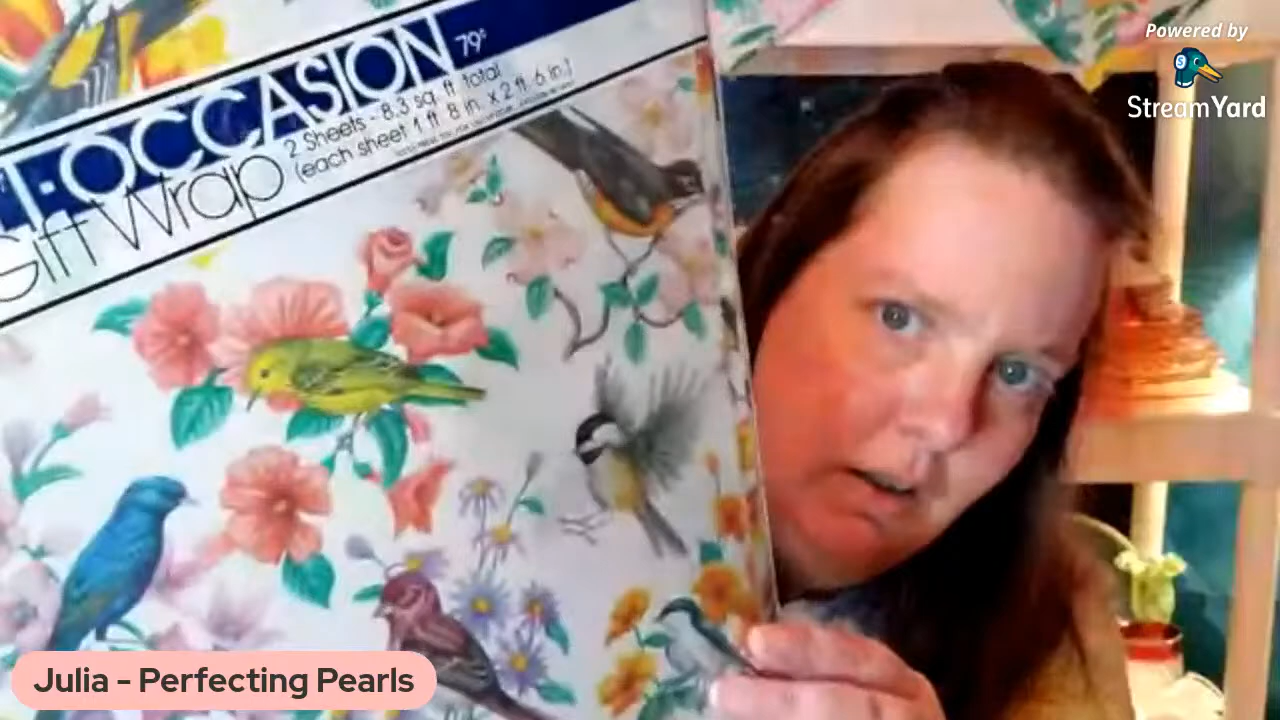 Powered by
StreamYard
OCCASION 79¢
Gift Wrap
2 Sheets - 8.3 sq. ft. total
(each sheet 1 ft. 8 in. x 2 ft. 6 in.)
Julia - Perfecting Pearls